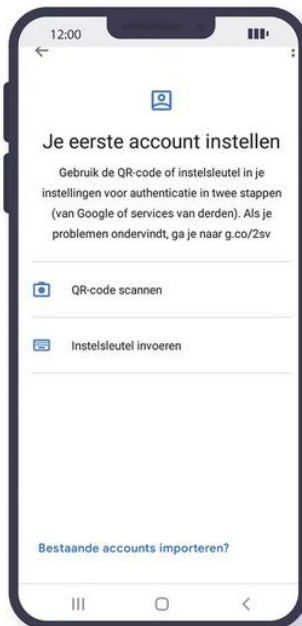 12:00
Je eerste account instellen
Gebruik de QR-code of instelsleutel in je
instellingen voor authenticatie in twee stappen
(van Google of services van derden). Als je
problemen ondervindt, ga je naar g.co/2sv
QR-code scannen
Instelsleutel invoeren
Bestaande accounts importeren?